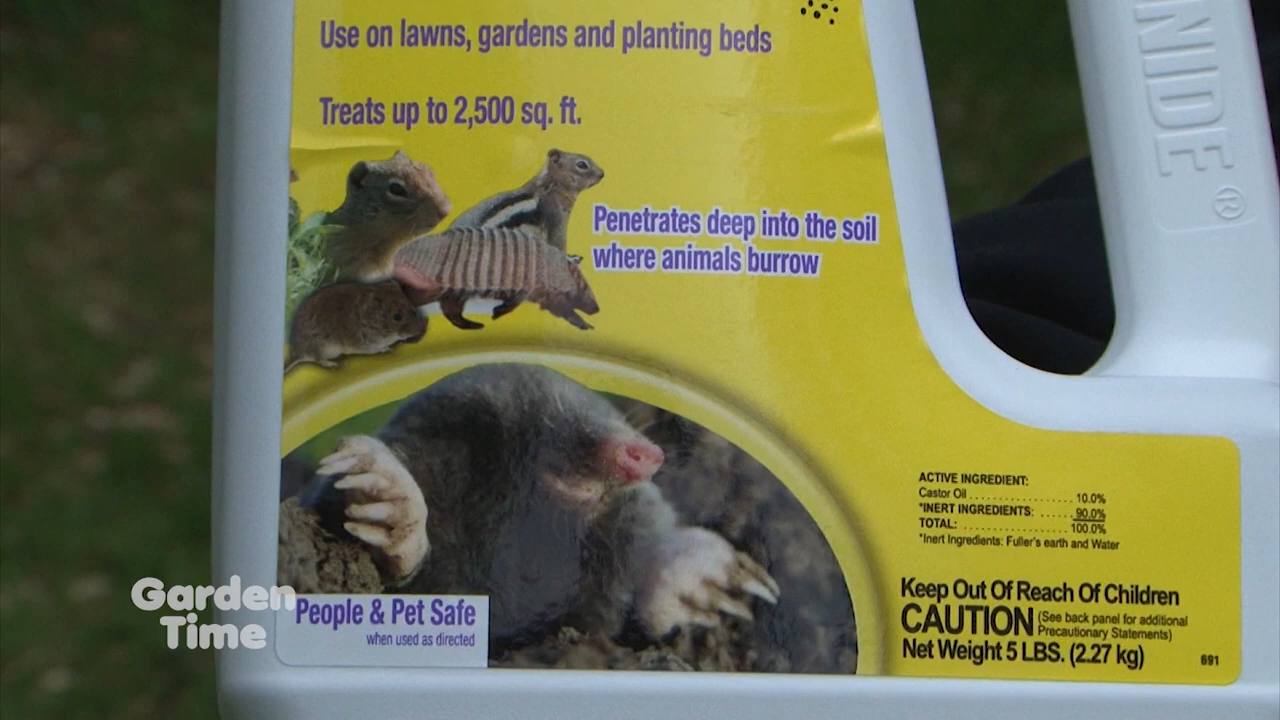 Use on lawns, gardens and planting beds
Treats up to 2,500 sq. ft.
Penetrates deep into the soil
where animals burrow
NIDE®
ACTIVE INGREDIENT:
Castor Oil ..................... 10.0%
*INERT INGREDIENTS: ...... 90.0%
TOTAL: ..................... 100.0%
*Inert Ingredients: Fuller's earth and Water
People & Pet Safe
when used as directed
Keep Out Of Reach Of Children
CAUTION (See back panel for additional
Precautionary Statements)
Net Weight 5 LBS. (2.27 kg)
691
Garden
Time